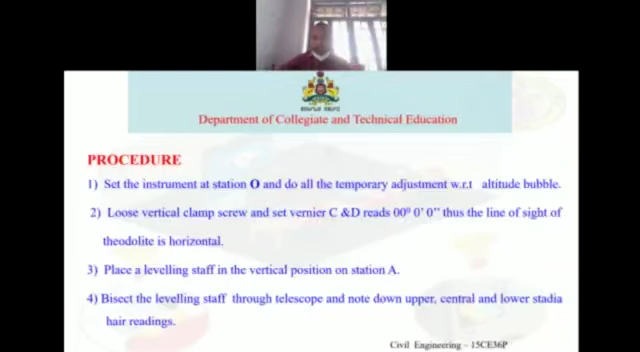 Department of Collegiate and Technical Education
PROCEDURE
1) Set the instrument at station O and do all the temporary adjustment w.r.t altitude bubble.
2) Loose vertical clamp screw and set vernier C &D reads 00⁰ 0' 0" thus the line of sight of
theodolite is horizontal.
3) Place a levelling staff in the vertical position on station A.
4) Bisect the levelling staff through telescope and note down upper, central and lower stadia
hair readings.
Civil Engineering – 15CE36P